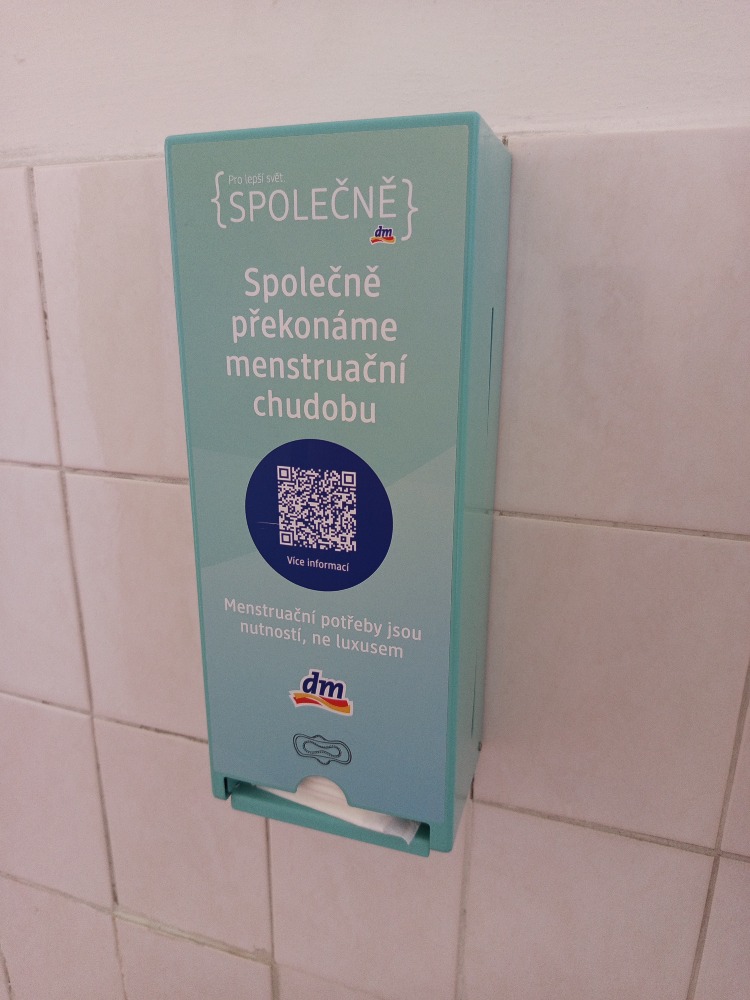 Pro lepší svět
{SPOLEČNĚ}
dm
Společně
překonáme
menstruační
chudobu
Více informací
Menstruační potřeby jsou
nutností, ne luxusem
dm